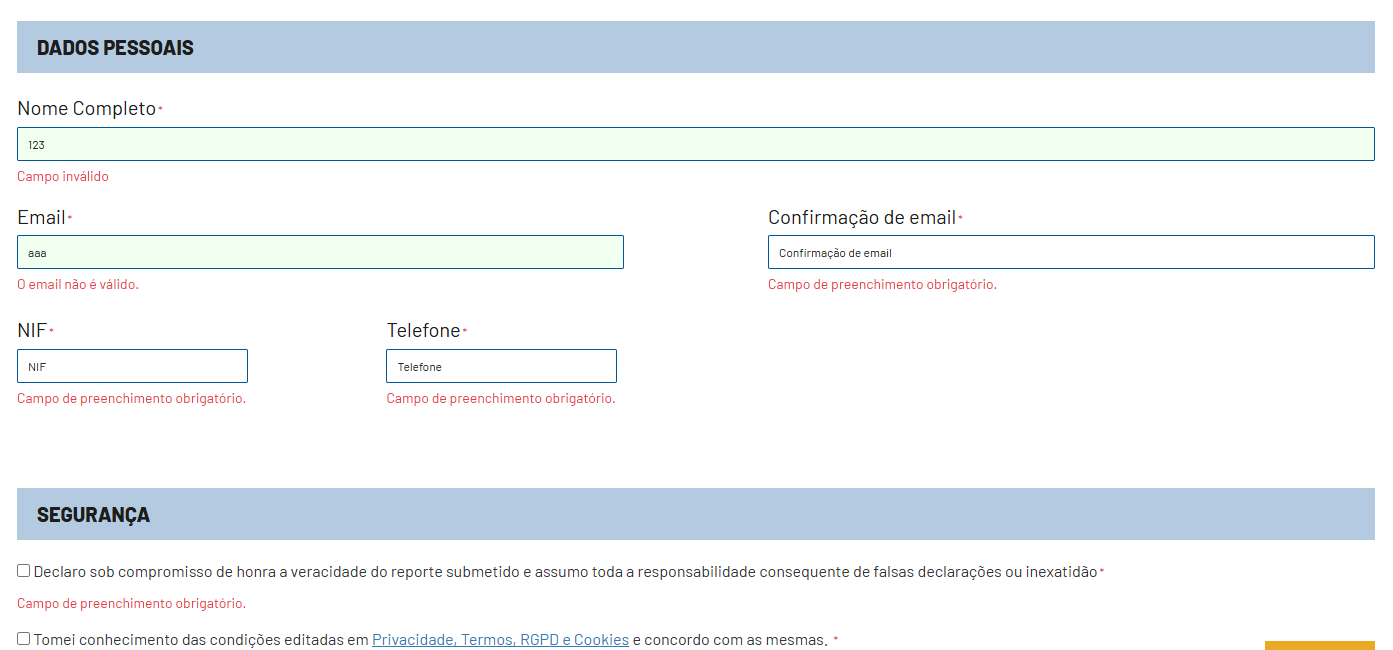 DADOS PESSOAIS
Nome Completo*
123
Campo inválido
Email*
Confirmação de email*
aaa
Confirmação de email
O email não é válido.
Campo de preenchimento obrigatório.
NIF*
Telefone*
NIF
Telefone
Campo de preenchimento obrigatório.
Campo de preenchimento obrigatório.
SEGURANÇA
Declaro sob compromisso de honra a veracidade do reporte submetido e assumo toda a responsabilidade consequente de falsas declarações ou inexatidão*
Campo de preenchimento obrigatório.
Tomei conhecimento das condições editadas em Privacidade, Termos, RGPD e Cookies e concordo com as mesmas. *